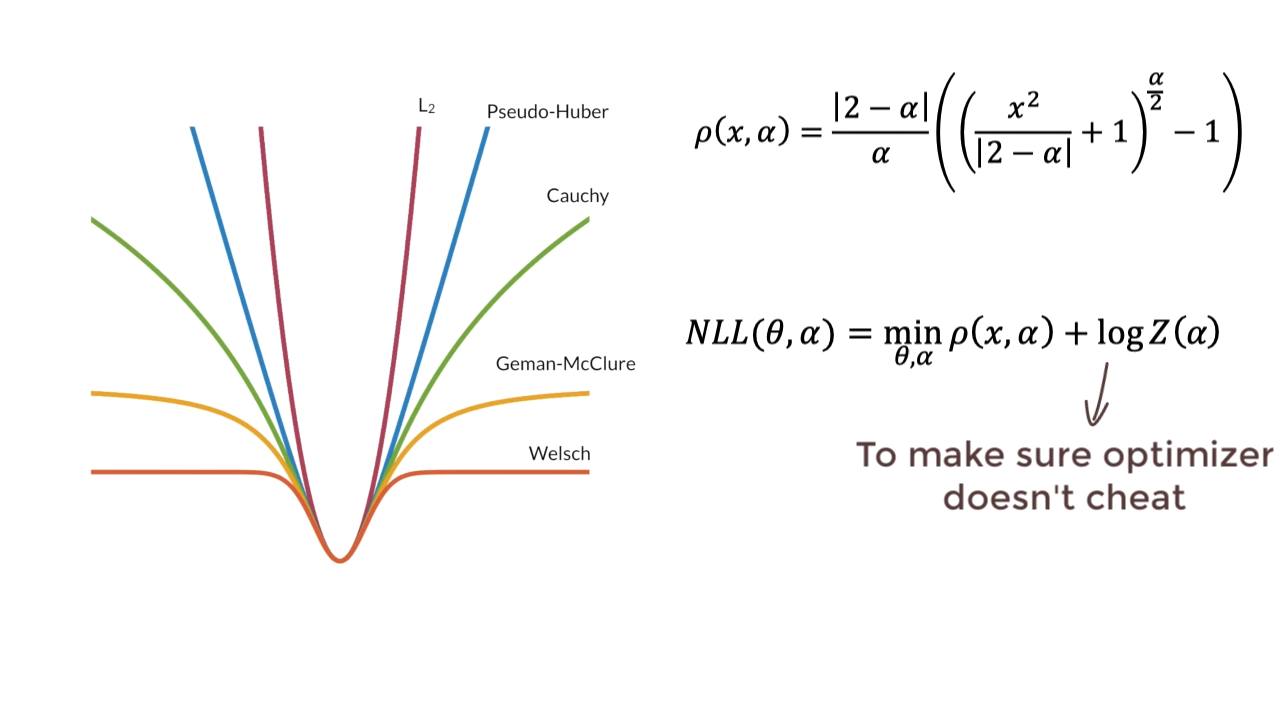 L₂
Pseudo-Huber
Cauchy
Geman-McClure
Welsch
ρ(x, α) = |2 − α|/α ((x²/|2 − α| + 1)^(α/2) − 1)
NLL(θ, α) = min_{θ,α} ρ(x, α) + log Z(α)
To make sure optimizer
doesn't cheat